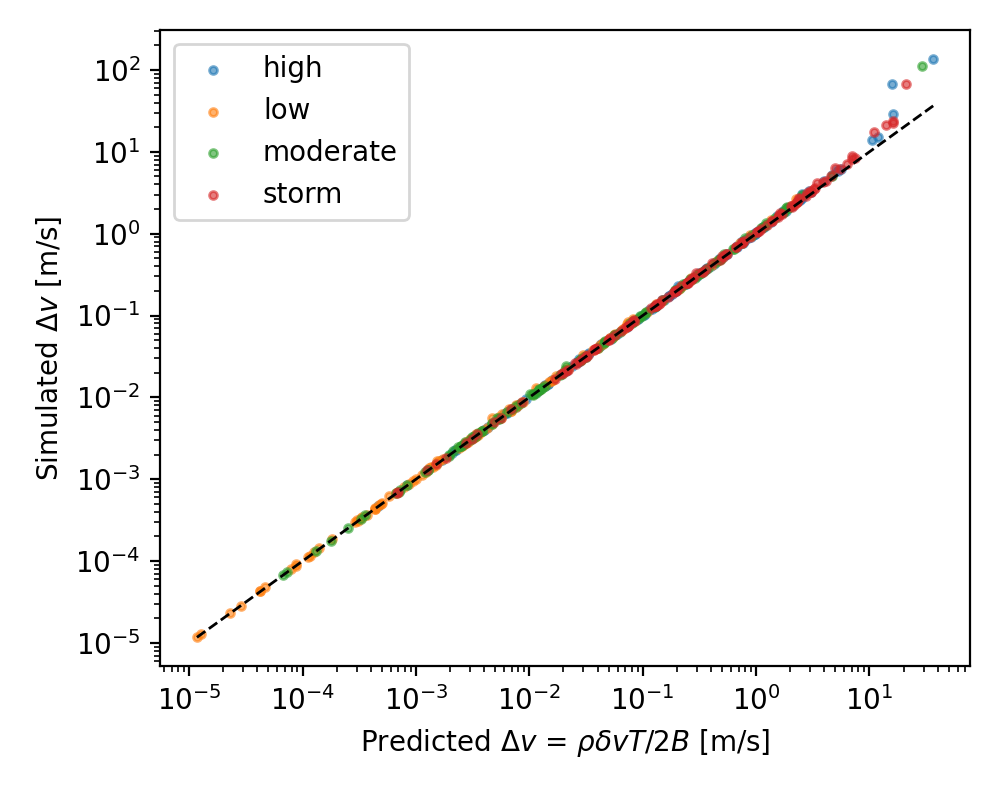 high
low
moderate
storm
10²
10¹
10⁰
10⁻¹
10⁻²
10⁻³
10⁻⁴
10⁻⁵
Simulated Δv [m/s]
10⁻⁵ 10⁻⁴ 10⁻³ 10⁻² 10⁻¹ 10⁰ 10¹
Predicted Δv = ρδvT/2B [m/s]